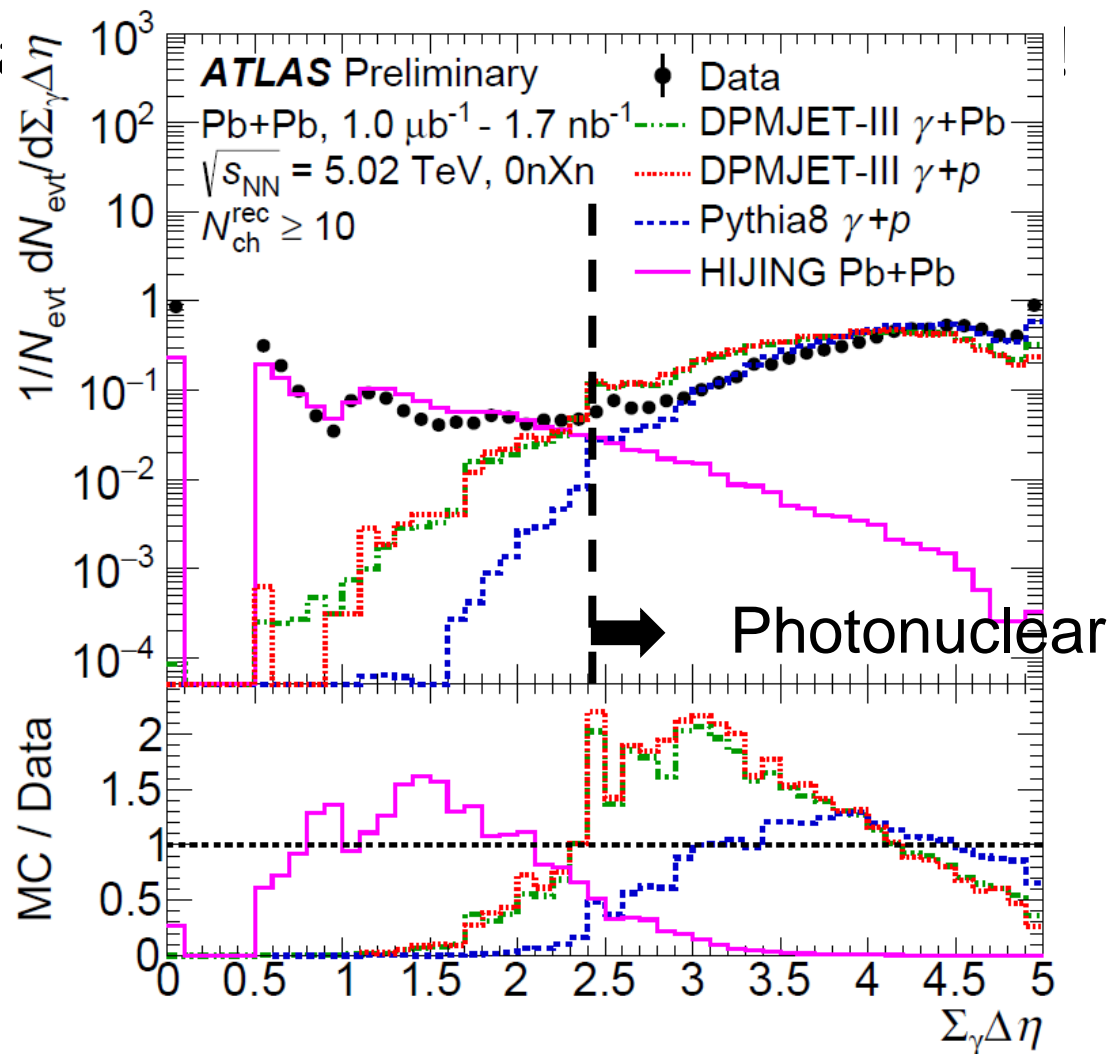 1/N_evt dN_evt/dΣ_γΔη
10³
10²
10
1
10⁻¹
10⁻²
10⁻³
10⁻⁴
ATLAS Preliminary
Pb+Pb, 1.0 μb⁻¹ - 1.7 nb⁻¹
√s_NN = 5.02 TeV, 0nXn
N_ch^rec ≥ 10
Data
DPMJET-III γ+Pb
DPMJET-III γ+p
Pythia8 γ+p
HIJING Pb+Pb
Photonuclear
MC / Data
2
1.5
1
0.5
0
0 0.5 1 1.5 2 2.5 3 3.5 4 4.5 5
Σ_γΔη